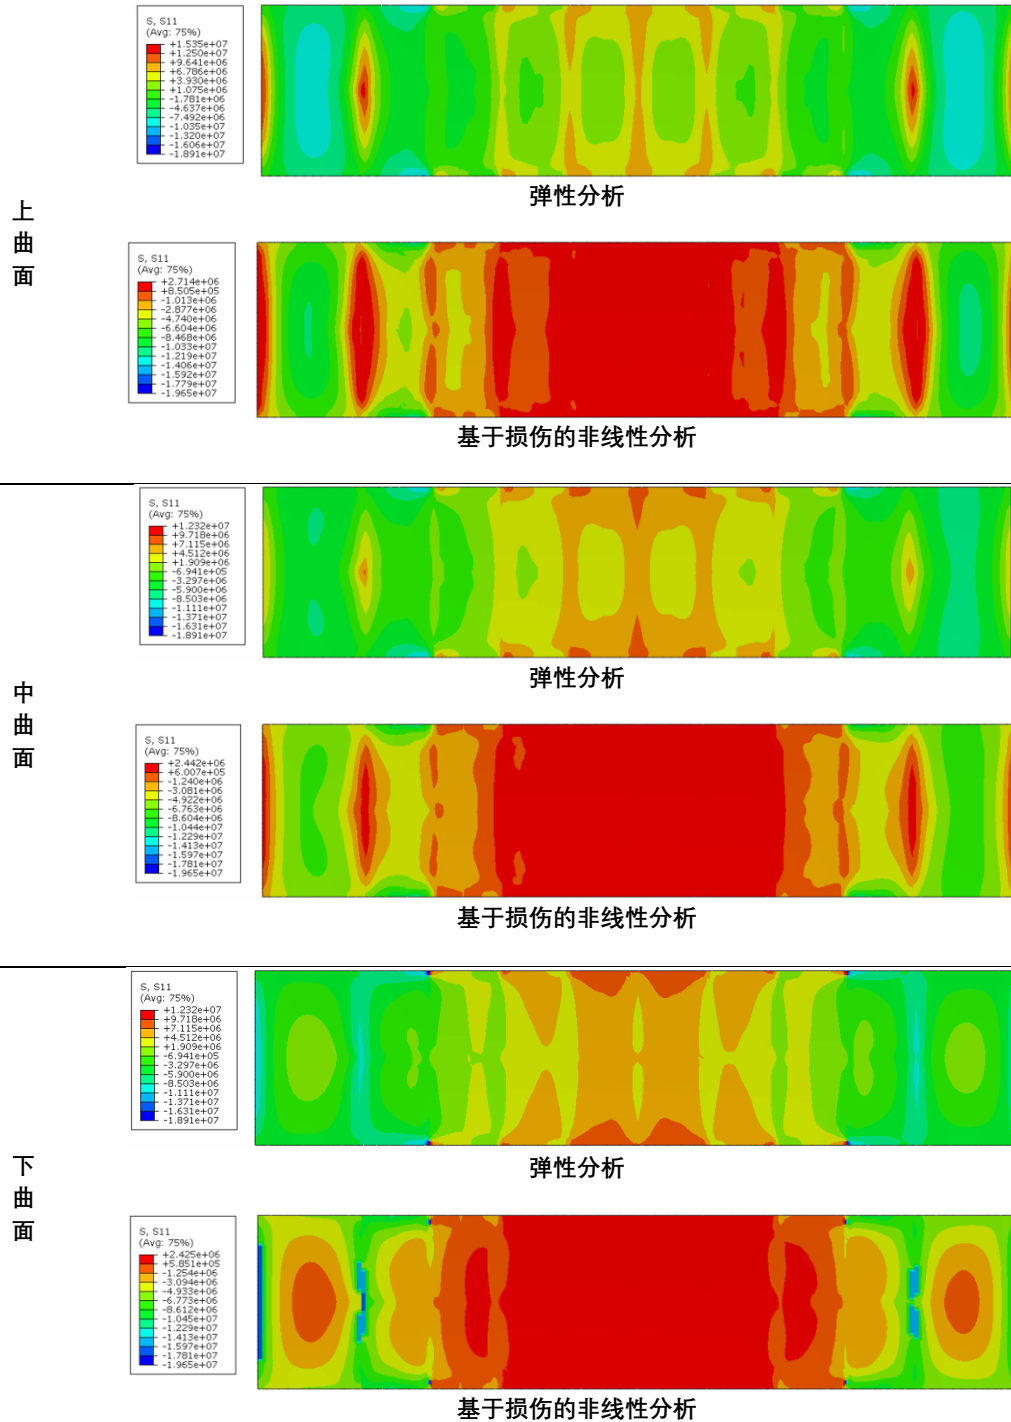 上曲面
S, S11
(Avg: 75%)
+1.535e+07
+1.250e+07
+9.641e+06
+6.786e+06
+3.930e+06
+1.075e+06
-1.781e+06
-4.637e+06
-7.492e+06
-1.035e+07
-1.320e+07
-1.606e+07
-1.891e+07
弹性分析
S, S11
(Avg: 75%)
+2.714e+06
+8.505e+05
-1.013e+06
-2.877e+06
-4.740e+06
-6.604e+06
-8.468e+06
-1.033e+07
-1.219e+07
-1.406e+07
-1.592e+07
-1.779e+07
-1.965e+07
基于损伤的非线性分析
中曲面
S, S11
(Avg: 75%)
+1.232e+07
+9.718e+06
+7.115e+06
+4.512e+06
+1.909e+06
-6.941e+05
-3.297e+06
-5.900e+06
-8.503e+06
-1.111e+07
-1.371e+07
-1.631e+07
-1.891e+07
弹性分析
S, S11
(Avg: 75%)
+2.442e+06
+6.007e+05
-1.240e+06
-3.081e+06
-4.922e+06
-6.763e+06
-8.604e+06
-1.044e+07
-1.229e+07
-1.413e+07
-1.597e+07
-1.781e+07
-1.965e+07
基于损伤的非线性分析
下曲面
S, S11
(Avg: 75%)
+1.232e+07
+9.718e+06
+7.115e+06
+4.512e+06
+1.909e+06
-6.941e+05
-3.297e+06
-5.900e+06
-8.503e+06
-1.111e+07
-1.371e+07
-1.631e+07
-1.891e+07
弹性分析
S, S11
(Avg: 75%)
+2.425e+06
+5.851e+05
-1.254e+06
-3.094e+06
-4.933e+06
-6.773e+06
-8.612e+06
-1.045e+07
-1.229e+07
-1.413e+07
-1.597e+07
-1.781e+07
-1.965e+07
基于损伤的非线性分析